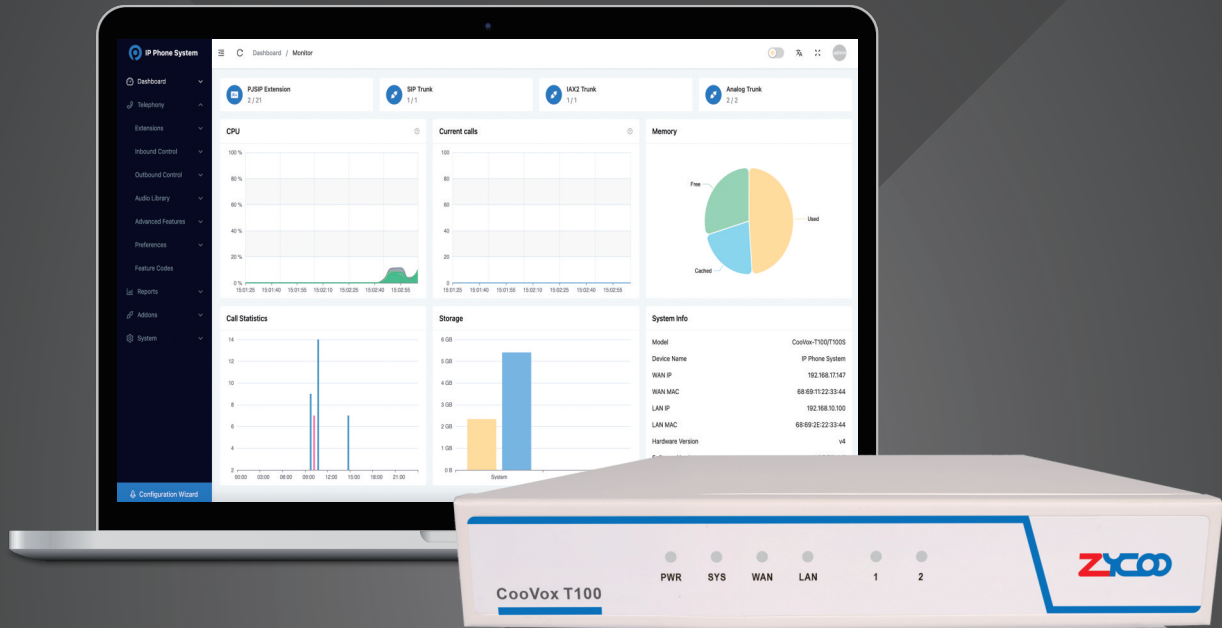 IP Phone System
Dashboard / Monitor
admin
Dashboard
Telephony
Extensions
Inbound Control
Outbound Control
Audio Library
Advanced Features
Preferences
Feature Codes
Reports
Addons
System
Configuration Wizard
PJSIP Extension
2 / 21
SIP Trunk
1 / 1
IAX2 Trunk
1 / 1
Analog Trunk
2 / 2
CPU
100 %
80 %
60 %
40 %
20 %
0 %
15:01:25 15:01:40 15:01:55 15:02:10 15:02:25 15:02:40 15:02:55
Current calls
100
80
60
40
20
0
15:01:25 15:01:40 15:01:55 15:02:10 15:02:25 15:02:40 15:02:55
Memory
Free
Used
Cached
Call Statistics
14
12
10
8
6
4
2
00:00 03:00 06:00 09:00 12:00 15:00 18:00 21:00
Storage
6 GB
5 GB
4 GB
3 GB
2 GB
1 GB
0 B
System
System Info
Model CooVox-T100/T100S
Device Name IP Phone System
WAN IP 192.168.17.147
WAN MAC 68:69:11:22:33:44
LAN IP 192.168.10.100
LAN MAC 68:69:2E:22:33:44
Hardware Version v4
PWR SYS WAN LAN 1 2
CooVox T100
ZYCOO